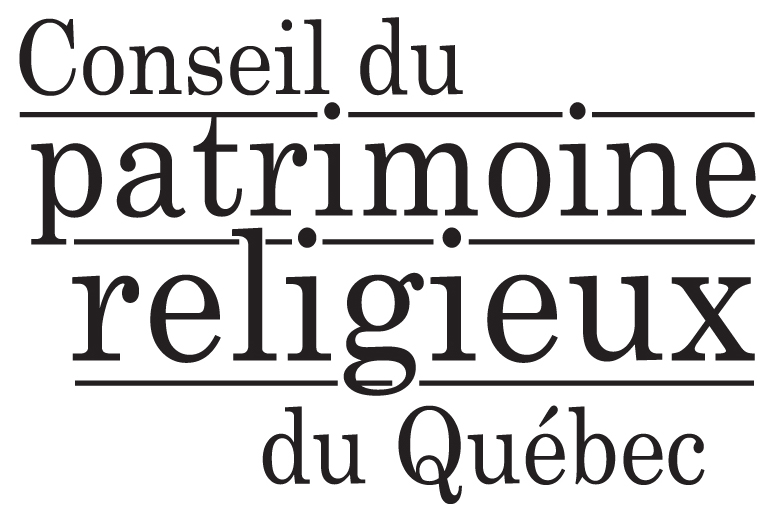 Conseil du
patrimoine
religieux
du Québec